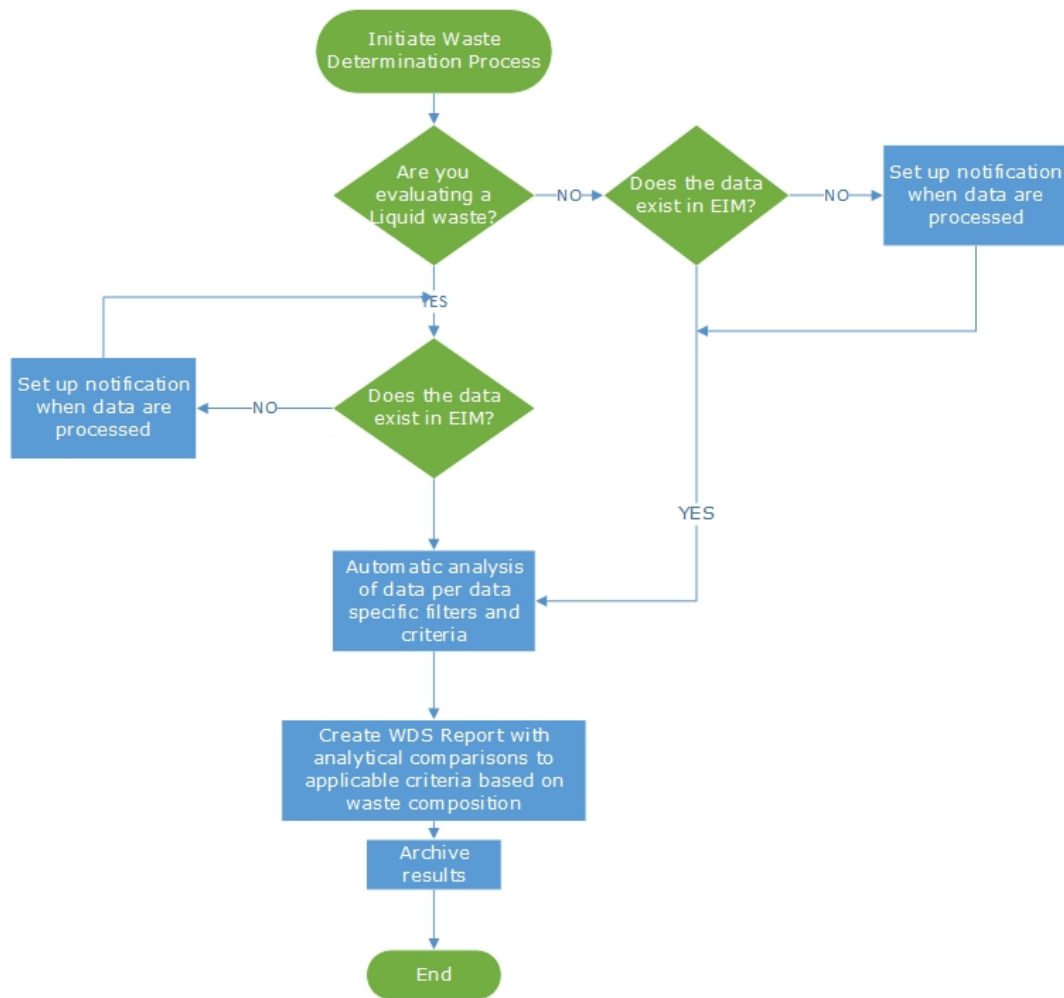 Initiate Waste
Determination Process
Are you
evaluating a
Liquid waste?
NO
Does the data
exist in EIM?
NO
Set up notification
when data are
processed
YES
Set up notification
when data are
processed
NO
Does the data
exist in EIM?
YES
Automatic analysis
of data per data
specific filters and
criteria
Create WDS Report with
analytical comparisons to
applicable criteria based on
waste composition
Archive
results
End